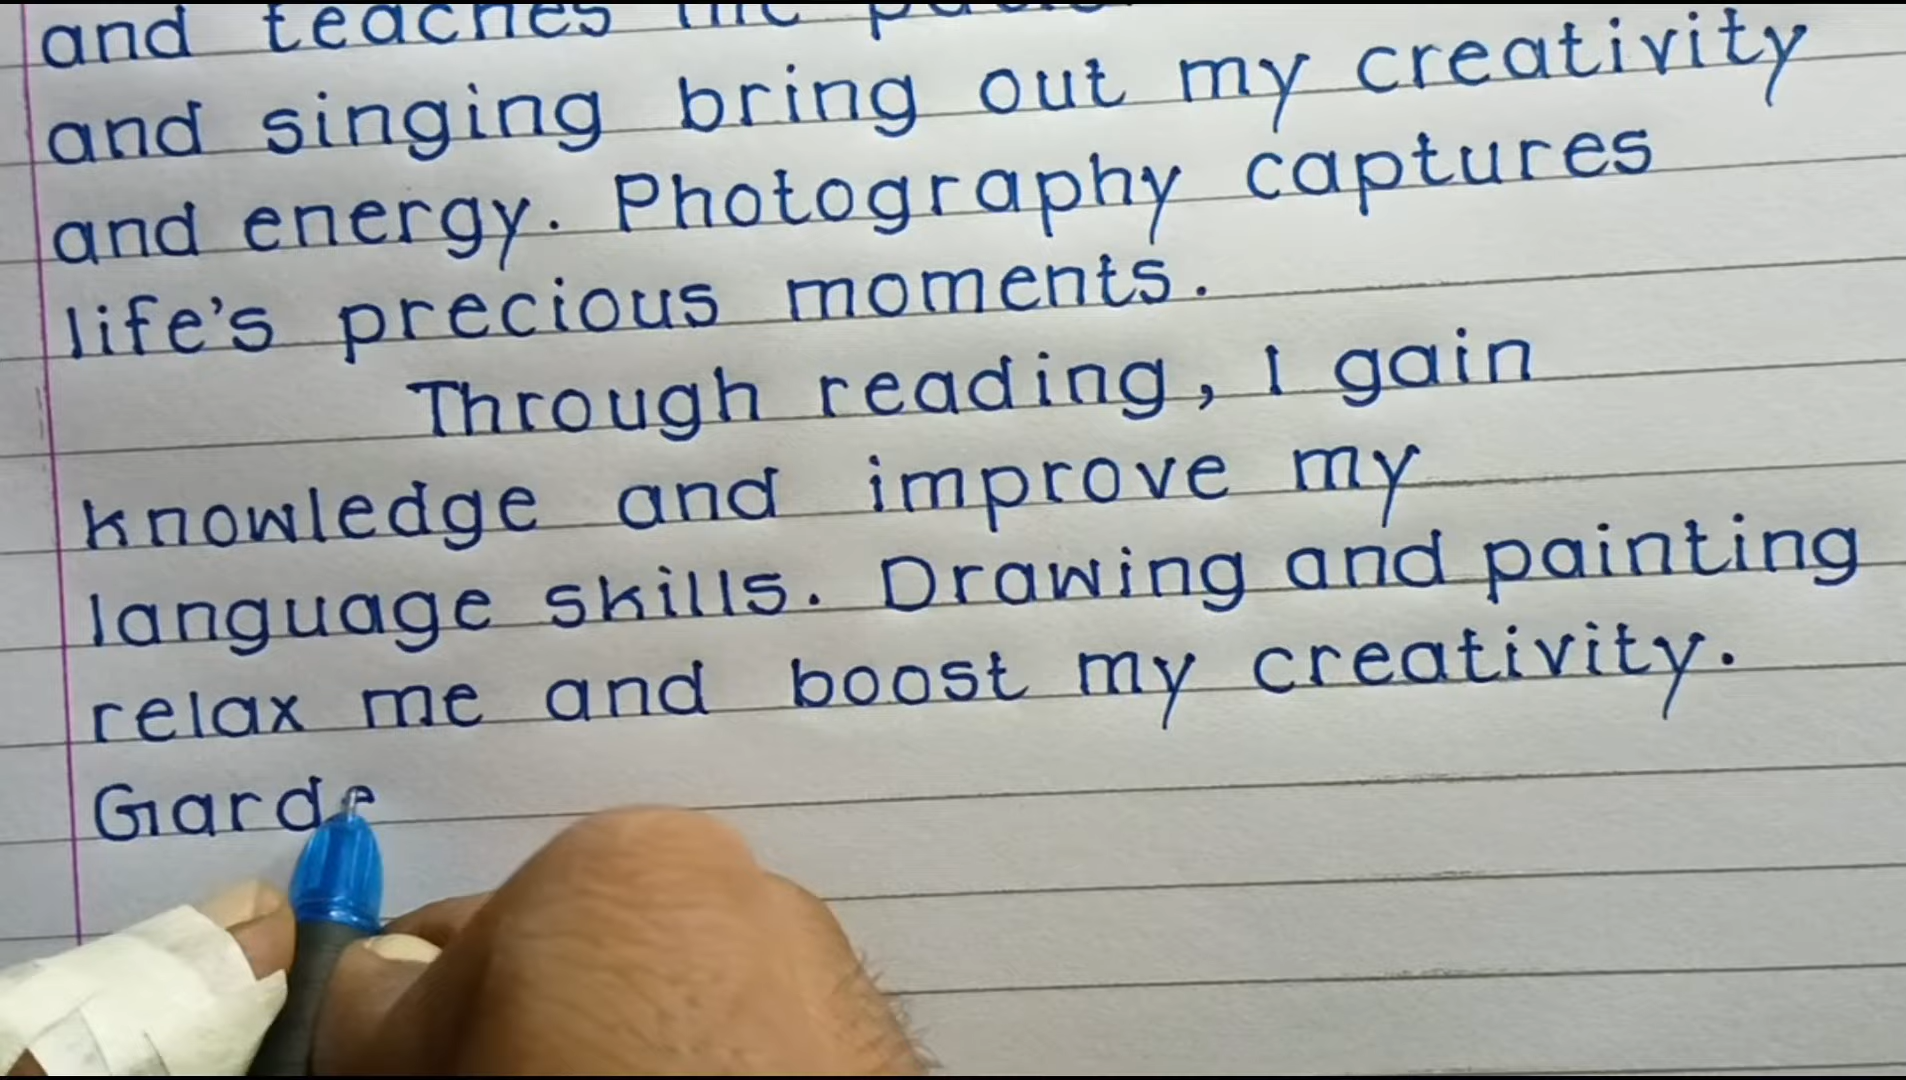 and teaches me
and singing bring out my creativity
and energy. Photography captures
life's precious moments.
Through reading, I gain
knowledge and improve my
language skills. Drawing and painting
relax me and boost my creativity.
Garde